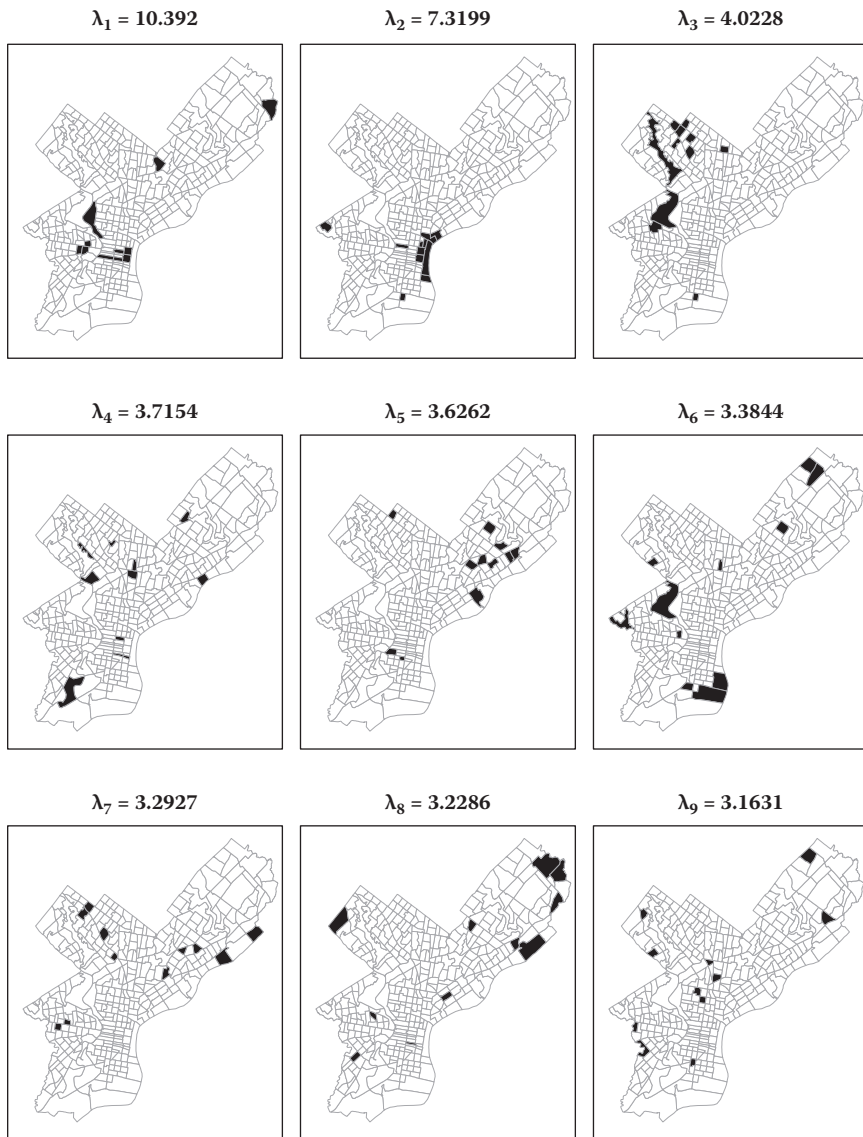 λ1 = 10.392
λ2 = 7.3199
λ3 = 4.0228
λ4 = 3.7154
λ5 = 3.6262
λ6 = 3.3844
λ7 = 3.2927
λ8 = 3.2286
λ9 = 3.1631